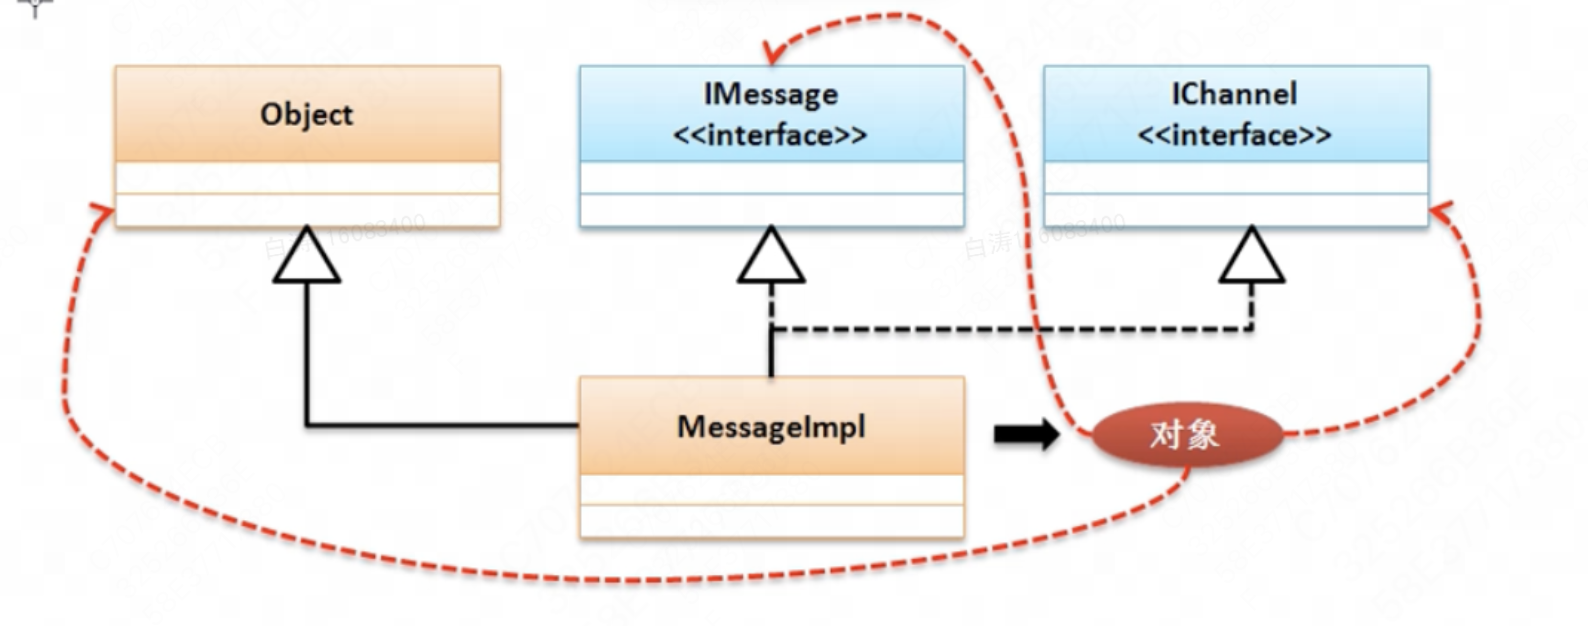 Object
IMessage
<<interface>>
IChannel
<<interface>>
MessageImpl
对象